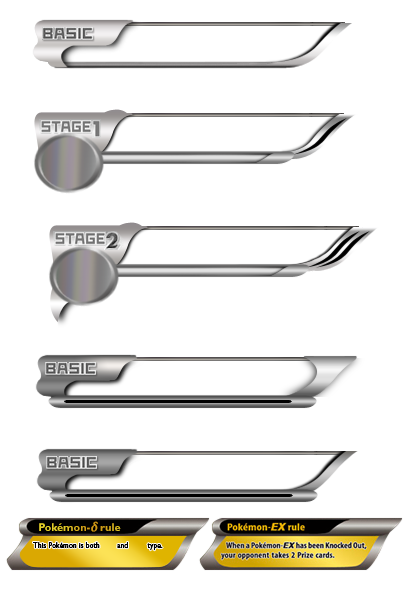 BASIC
STAGE1
STAGE2
BASIC
BASIC
Pokémon-δ rule
This Pokémon is both and type.
Pokémon-EX rule
When a Pokémon-EX has been Knocked Out,
your opponent takes 2 Prize cards.